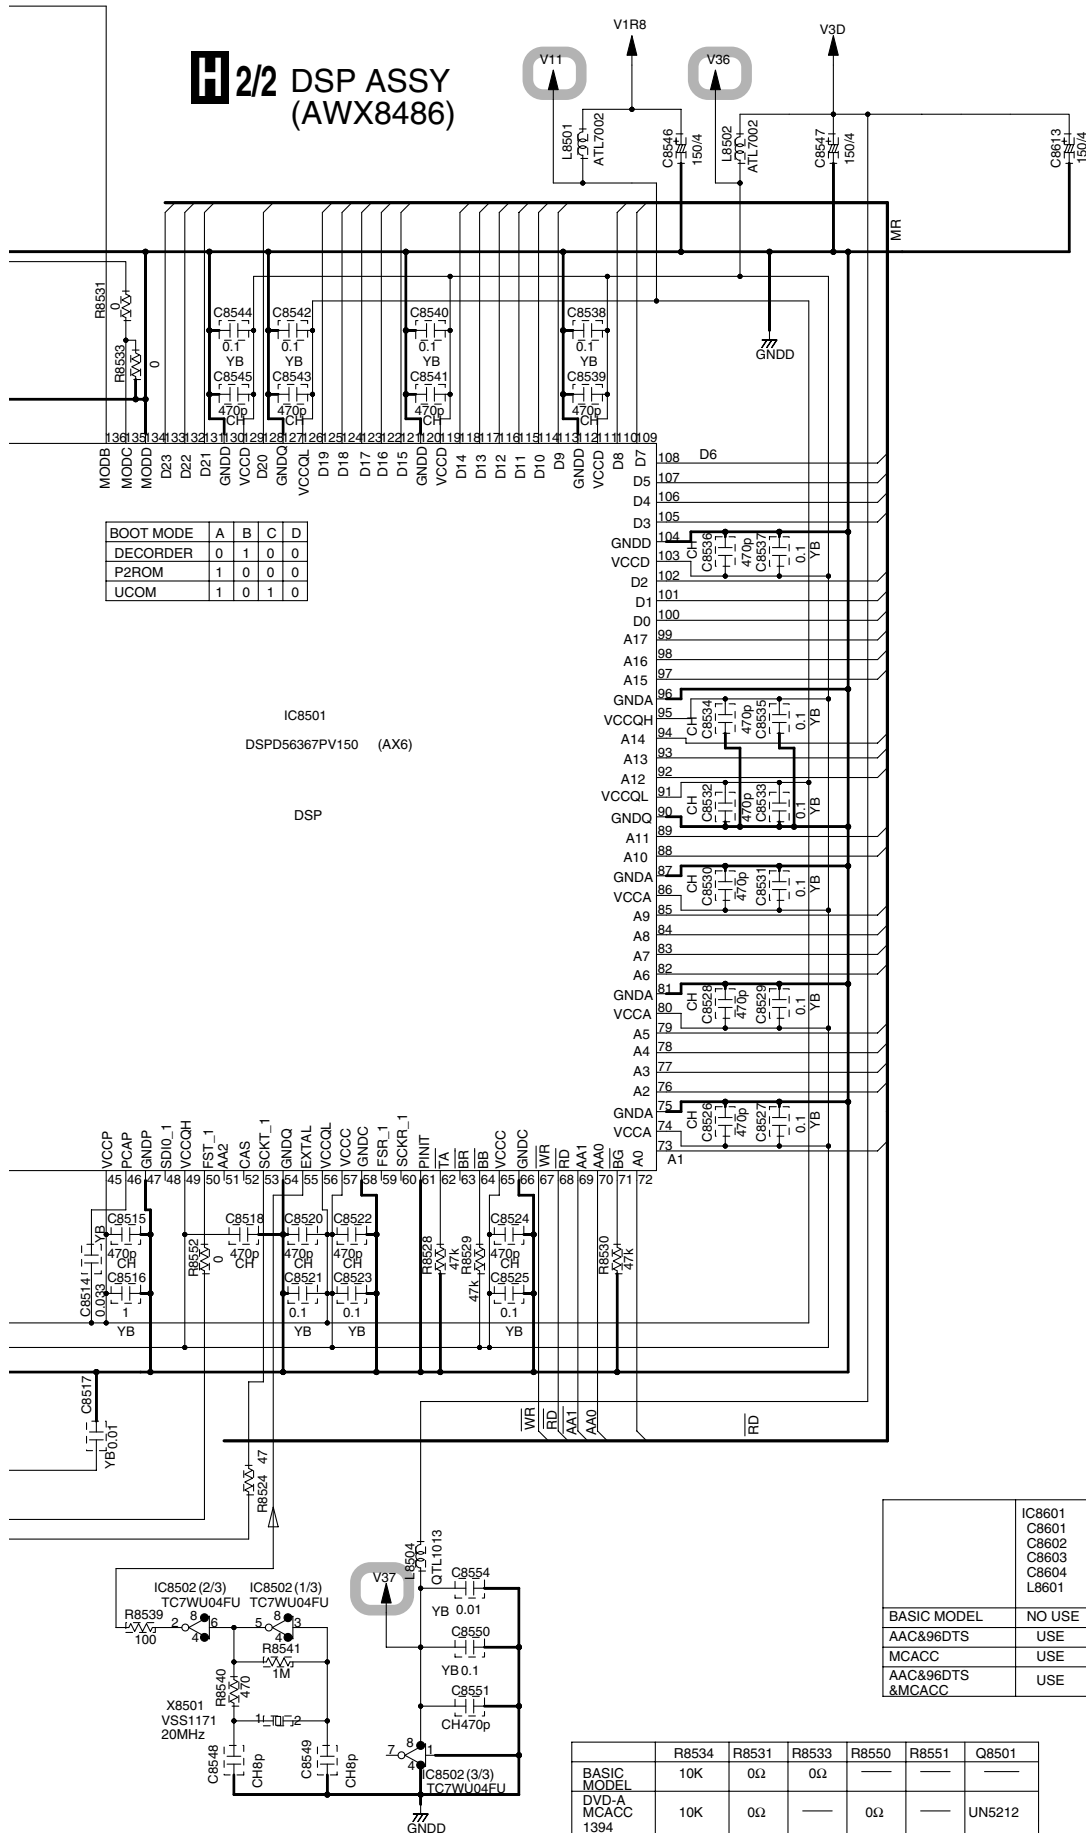 V1R8
V3D
V11
V36
H 2/2 DSP ASSY
(AWX8486)
L8501
ATL7002
C8546
150/4
L8502
ATL7002
C8547
150/4
C8613
150/4
MR
R8531
0
R8533
0
C8544
0.1
YB
C8545
470p
CH
C8542
0.1
YB
C8543
470p
CH
C8540
0.1
YB
C8541
470p
CH
C8538
0.1
YB
C8539
470p
CH
GNDD
136 135 134 133 132 131 130 129 128 127 126 125 124 123 122 121 120 119 118 117 116 115 114 113 112 111 110 109
MODB
MODC
MODD
D23
D22
D21
GNDD
VCCD
D20
GNDQ
VCCQL
D19
D18
D17
D16
D15
GNDD
VCCD
D14
D13
D12
D11
D10
D9
GNDD
VCCD
D8
D7
108 D6
D5 107
D4 106
D3 105
GNDD 104
VCCD 103
D2 102
D1 101
D0 100
A17 99
A16 98
A15 97
GNDA 96
VCCQH 95
A14 94
A13 93
A12 92
VCCQL 91
GNDQ 90
A11 89
A10 88
GNDA 87
VCCA 86
A9 85
A8 84
A7 83
A6 82
GNDA 81
VCCA 80
A5 79
A4 78
A3 77
A2 76
GNDA 75
VCCA 74
73
A1
CH
C8536
470p
C8537
0.1
YB
CH
C8534
470p
C8535
0.1
YB
CH
C8532
470p
C8533
0.1
YB
CH
C8530
470p
C8531
0.1
YB
CH
C8528
470p
C8529
0.1
YB
CH
C8526
470p
C8527
0.1
YB
BOOT MODE A B C D
DECORDER 0 1 0 0
P2ROM 1 0 0 0
UCOM 1 0 1 0
IC8501
DSPD56367PV150 (AX6)
DSP
VCCP
PCAP
GNDP
SDI0_1
VCCQH
FST_1
AA2
CAS
SCKT_1
GNDQ
EXTAL
VCCQL
VCCC
GNDC
FSR_1
SCKR_1
PINIT
TA
BR
BB
VCCC
GNDC
WR
RD
AA1
AA0
BG
A0
45 46 47 48 49 50 51 52 53 54 55 56 57 58 59 60 61 62 63 64 65 66 67 68 69 70 71 72
C8514
0.033
YB
C8515
470p
CH
C8516
1
YB
R8552
0
C8518
470p
CH
C8520
470p
CH
C8521
0.1
YB
C8522
470p
CH
C8523
0.1
YB
R8528
47k
R8529
47k
C8524
470p
CH
C8525
0.1
YB
R8530
47k
C8517
YB 0.01
WR
RD
AA1
AA0
RD
R8524
47
L8504
QTL1013
V37
C8554
YB 0.01
C8550
YB 0.1
C8551
CH470p
IC8502 (2/3)
TC7WU04FU
IC8502 (1/3)
TC7WU04FU
R8539
100
2 8 6
4
5 8 3
4
R8541
1M
R8540
470
X8501
VSS1171
20MHz
1 2
C8548
CH8p
C8549
CH8p
7 8 1
4
IC8502 (3/3)
TC7WU04FU
GNDD
IC8601
C8601
C8602
C8603
C8604
L8601
BASIC MODEL NO USE
AAC&96DTS USE
MCACC USE
AAC&96DTS
&MCACC USE
R8534 R8531 R8533 R8550 R8551 Q8501
BASIC
MODEL 10K 0Ω 0Ω — — —
DVD-A
MCACC
1394 10K 0Ω — 0Ω — UN5212